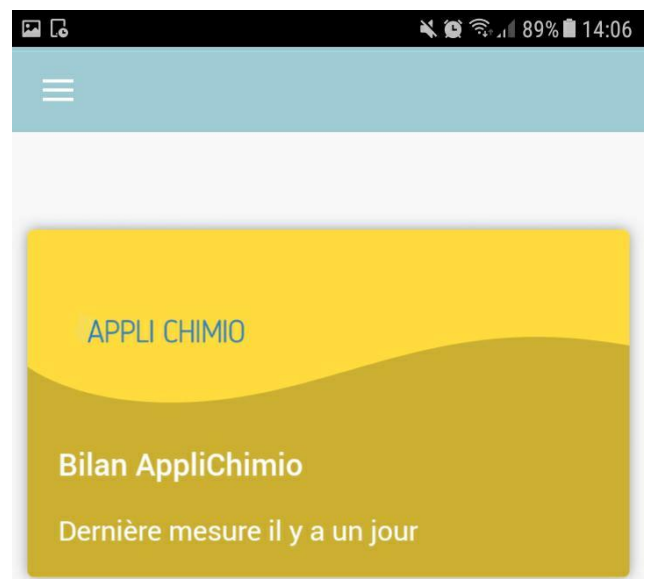 89% 14:06
APPLI CHIMIO
Bilan AppliChimio
Dernière mesure il y a un jour